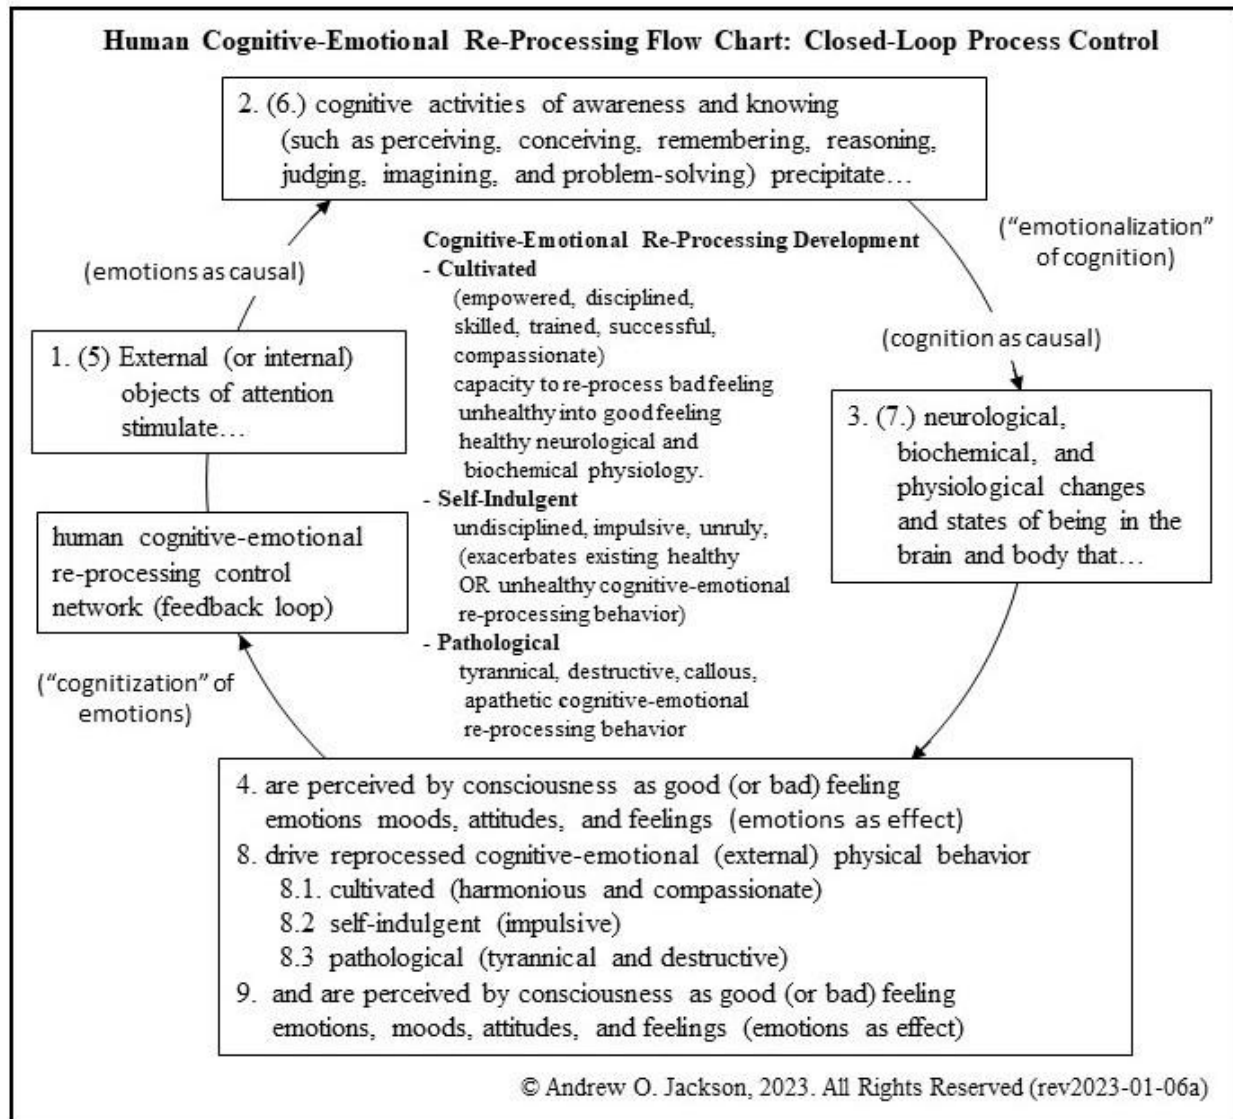 Human Cognitive-Emotional Re-Processing Flow Chart: Closed-Loop Process Control
2. (6.) cognitive activities of awareness and knowing
(such as perceiving, conceiving, remembering, reasoning,
judging, imagining, and problem-solving) precipitate…
(“emotionalization”
of cognition)
(cognition as causal)
(emotions as causal)
1. (5) External (or internal)
objects of attention
stimulate…
Cognitive-Emotional Re-Processing Development
- Cultivated
(empowered, disciplined,
skilled, trained, successful,
compassionate)
capacity to re-process bad feeling
unhealthy into good feeling
healthy neurological and
biochemical physiology.
- Self-Indulgent
undisciplined, impulsive, unruly,
(exacerbates existing healthy
OR unhealthy cognitive-emotional
re-processing behavior)
- Pathological
tyrannical, destructive, callous,
apathetic cognitive-emotional
re-processing behavior
3. (7.) neurological,
biochemical, and
physiological changes
and states of being in the
brain and body that…
human cognitive-emotional
re-processing control
network (feedback loop)
(“cognitization” of
emotions)
4. are perceived by consciousness as good (or bad) feeling
emotions moods, attitudes, and feelings (emotions as effect)
8. drive reprocessed cognitive-emotional (external) physical behavior
8.1. cultivated (harmonious and compassionate)
8.2 self-indulgent (impulsive)
8.3 pathological (tyrannical and destructive)
9. and are perceived by consciousness as good (or bad) feeling
emotions, moods, attitudes, and feelings (emotions as effect)
© Andrew O. Jackson, 2023. All Rights Reserved (rev2023-01-06a)